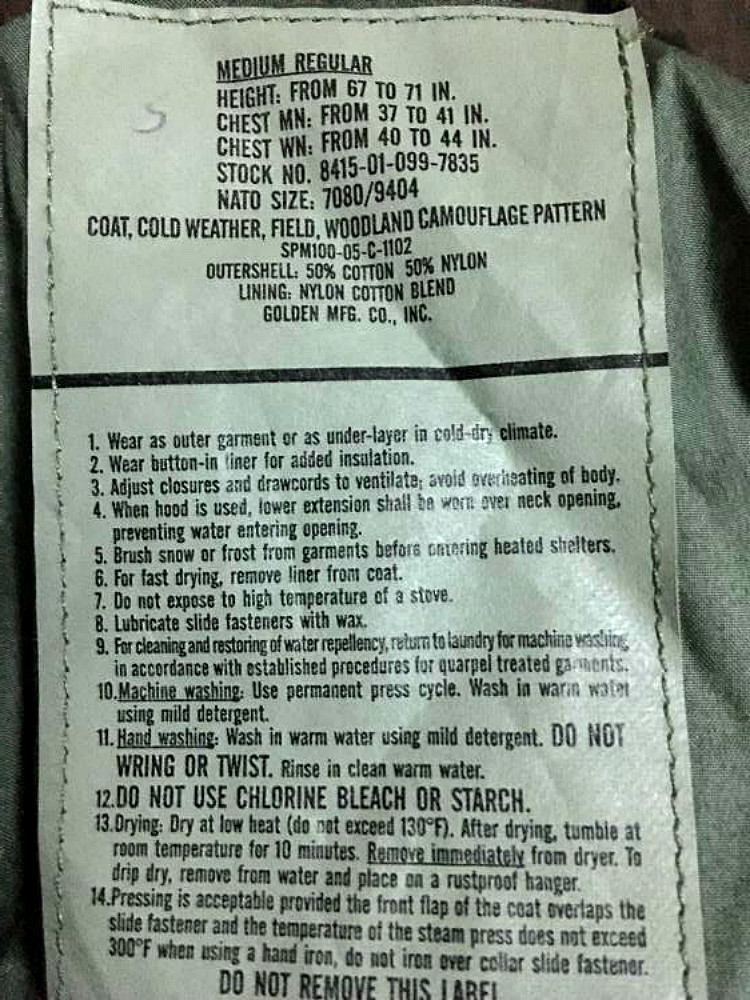 MEDIUM REGULAR
HEIGHT: FROM 67 TO 71 IN.
CHEST MN: FROM 37 TO 41 IN.
CHEST WN: FROM 40 TO 44 IN.
STOCK NO. 8415-01-099-7835
NATO SIZE: 7080/9404
COAT, COLD WEATHER, FIELD, WOODLAND CAMOUFLAGE PATTERN
SPM100-05-C-1102
OUTERSHELL: 50% COTTON 50% NYLON
LINING: NYLON COTTON BLEND
GOLDEN MFG. CO., INC.
1. Wear as outer garment or as under-layer in cold-dry climate.
2. Wear button-in liner for added insulation.
3. Adjust closures and drawcords to ventilate; avoid overheating of body.
4. When hood is used, lower extension shall be worn over neck opening,
preventing water entering opening.
5. Brush snow or frost from garments before entering heated shelters.
6. For fast drying, remove liner from coat.
7. Do not expose to high temperature of a stove.
8. Lubricate slide fasteners with wax.
9. For cleaning and restoring of water repellency, return to laundry for machine washing
in accordance with established procedures for quarpel treated garments.
10.Machine washing: Use permanent press cycle. Wash in warm water
using mild detergent.
11. Hand washing: Wash in warm water using mild detergent. DO NOT
WRING OR TWIST. Rinse in clean warm water.
12.DO NOT USE CHLORINE BLEACH OR STARCH.
13.Drying: Dry at low heat (do not exceed 130°F). After drying, tumble at
room temperature for 10 minutes. Remove immediately from dryer. To
drip dry, remove from water and place on a rustproof hanger.
14.Pressing is acceptable provided the front flap of the coat overlaps the
slide fastener and the temperature of the steam press does not exceed
300°F when using a hand iron, do not iron over collar slide fastener.
DO NOT REMOVE THIS LABEL